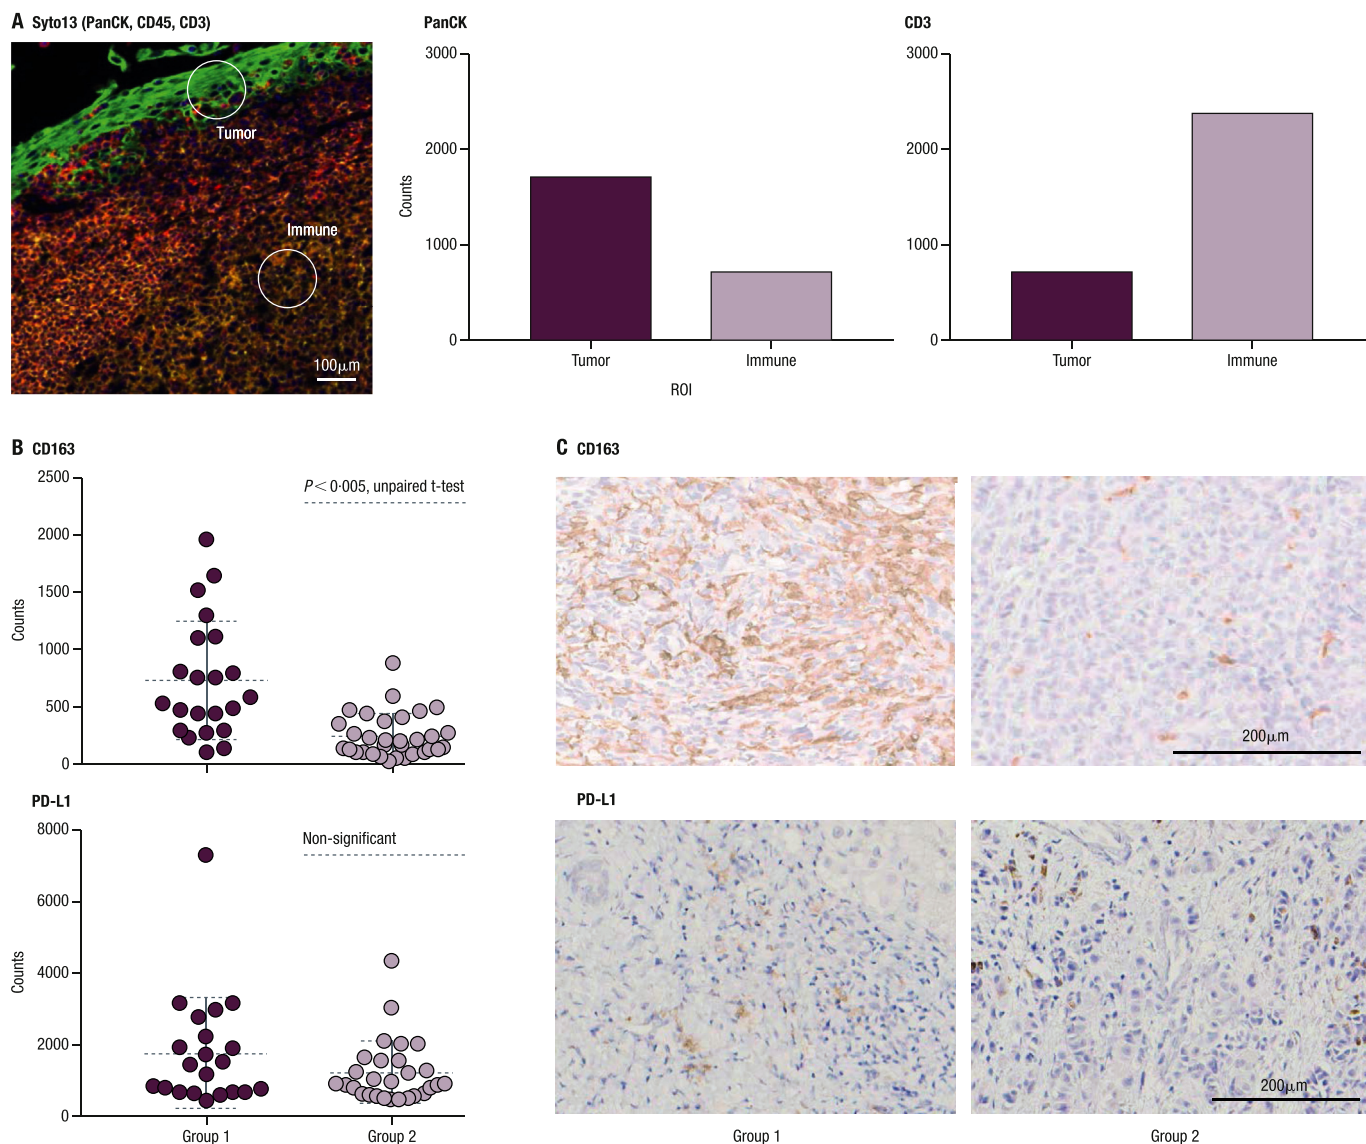 A Syto13 (PanCK, CD45, CD3)
Tumor
Immune
100μm
PanCK
3000
2000
1000
0
Counts
Tumor
Immune
ROI
CD3
3000
2000
1000
0
Tumor
Immune
B CD163
2500
2000
1500
1000
500
0
Counts
P < 0·005, unpaired t-test
PD-L1
8000
6000
4000
2000
0
Counts
Non-significant
Group 1
Group 2
C CD163
200μm
PD-L1
200μm
Group 1
Group 2